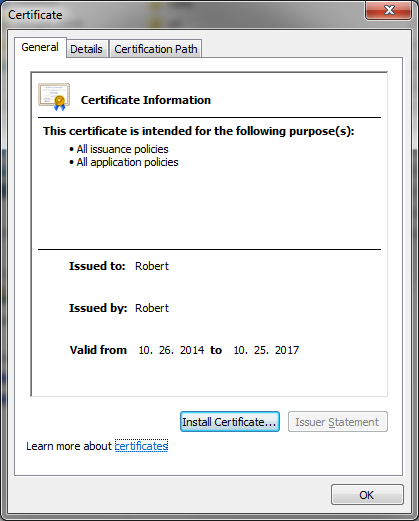 Certificate
General Details Certification Path
Certificate Information
This certificate is intended for the following purpose(s):
• All issuance policies
• All application policies
Issued to: Robert
Issued by: Robert
Valid from 10. 26. 2014 to 10. 25. 2017
Install Certificate... Issuer Statement
Learn more about certificates
OK